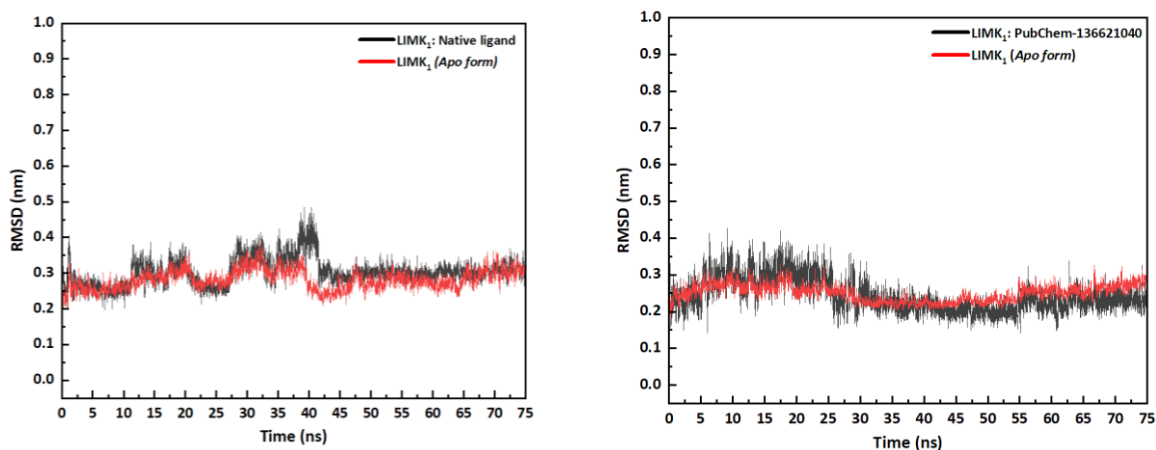 1.0
0.9
0.8
0.7
0.6
0.5
0.4
0.3
0.2
0.1
0.0
RMSD (nm)
LIMK1: Native ligand
LIMK1 (Apo form)
0 5 10 15 20 25 30 35 40 45 50 55 60 65 70 75
Time (ns)
1.0
0.9
0.8
0.7
0.6
0.5
0.4
0.3
0.2
0.1
0.0
RMSD (nm)
LIMK1: PubChem-136621040
LIMK1 (Apo form)
0 5 10 15 20 25 30 35 40 45 50 55 60 65 70 75
Time (ns)